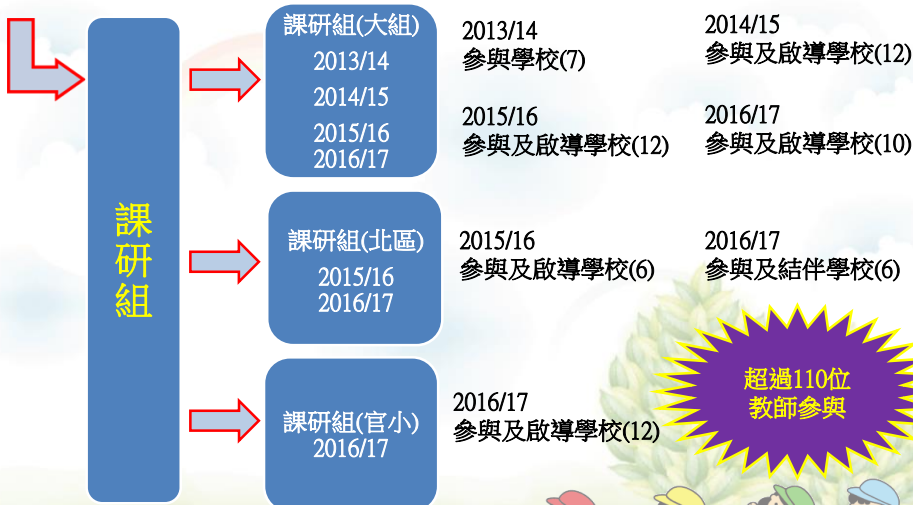 課研組
課研組(大組)
2013/14
2014/15
2015/16
2016/17
2013/14
參與學校(7)
2014/15
參與及啟導學校(12)
2015/16
參與及啟導學校(12)
2016/17
參與及啟導學校(10)
課研組(北區)
2015/16
2016/17
2015/16
參與及啟導學校(6)
2016/17
參與及結伴學校(6)
課研組(官小)
2016/17
2016/17
參與及啟導學校(12)
超過110位
教師參與